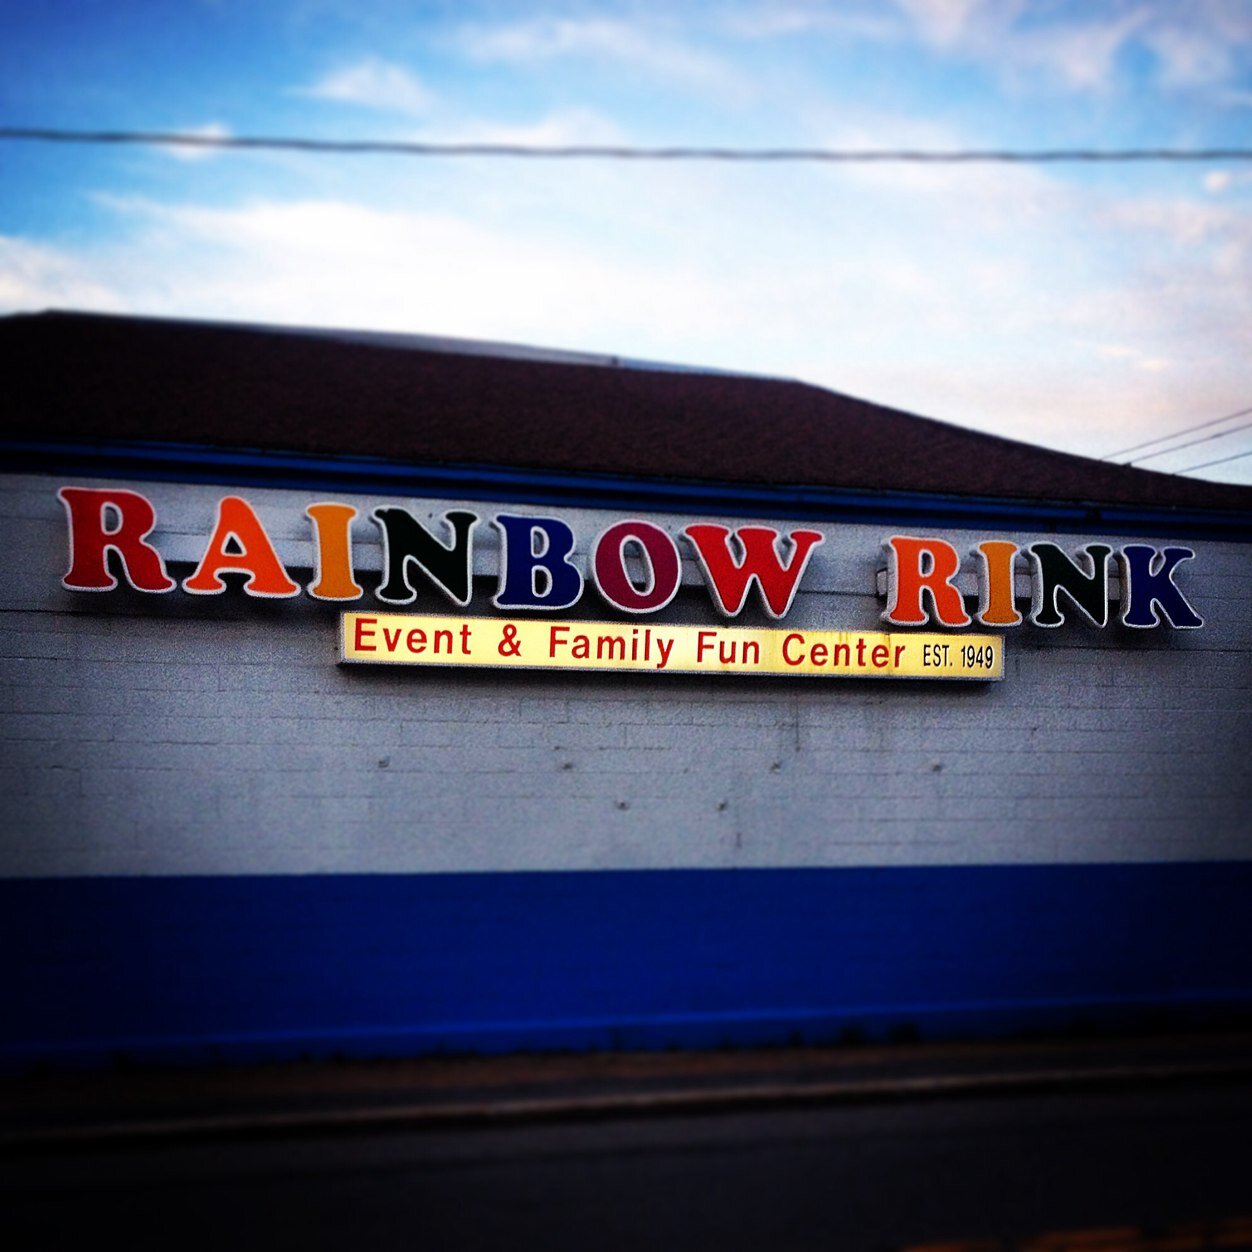 RAINBOW RINK
Event & Family Fun Center EST. 1949